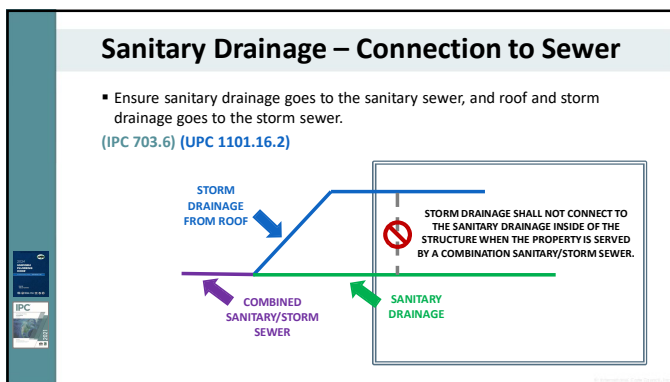 Sanitary Drainage – Connection to Sewer
▪ Ensure sanitary drainage goes to the sanitary sewer, and roof and storm
drainage goes to the storm sewer.
(IPC 703.6) (UPC 1101.16.2)
STORM
DRAINAGE
FROM ROOF
STORM DRAINAGE SHALL NOT CONNECT TO
THE SANITARY DRAINAGE INSIDE OF THE
STRUCTURE WHEN THE PROPERTY IS SERVED
BY A COMBINATION SANITARY/STORM SEWER.
COMBINED
SANITARY/STORM
SEWER
SANITARY
DRAINAGE
IPC
2021